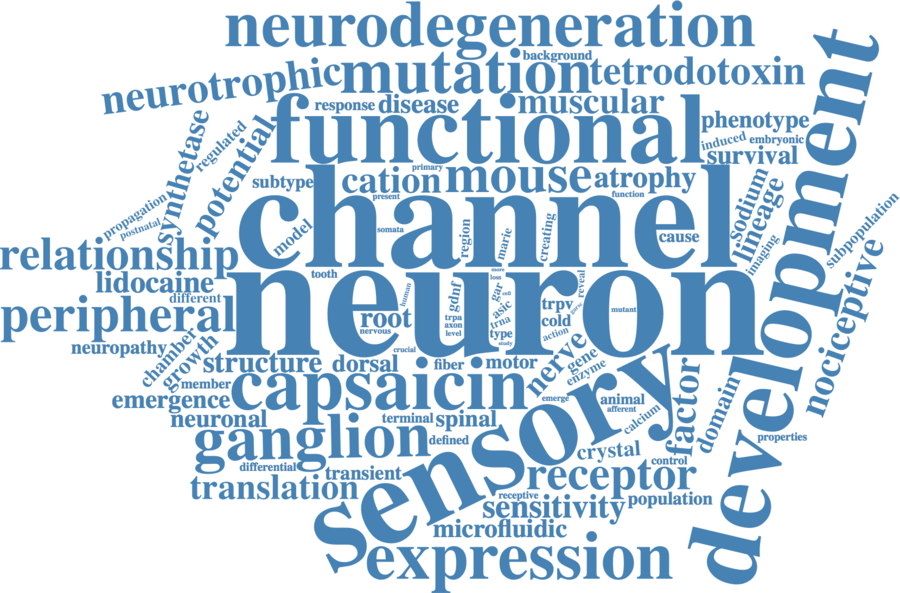 neurodegeneration
background
neurotrophic
mutation
tetrodotoxin
response
disease
muscular
development
functional
phenotype
regulated
synthetase
potential
induced
embryonic
survival
primary
subtype
cation
mouse
atrophy
present
function
sodium
lineage
propagation
postnatal
channel
model
somata
region
marie
creating
cause
imaging
subpopulation
relationship
lidocaine
tooth
more
ions
reveal
different
human
gdnf
gar
cell
peripheral
neuron
root
nervous
trpa
axon
level
asic
trna
type
study
trpv
cold
action
mutant
nociceptive
neuropathy
chamber
growth
crucial
structure
dorsal
fiber
motor
nerve
gene
enzyme
member
emergence
capsaicin
emerge
animal
afferent
factor
domain
neuronal
terminal
spinal
calcium
ganglion
defined
sensory
crystal
properties
differential
transient
control
translation
receptor
receptive
sensitivity
population
microfluidic
expression